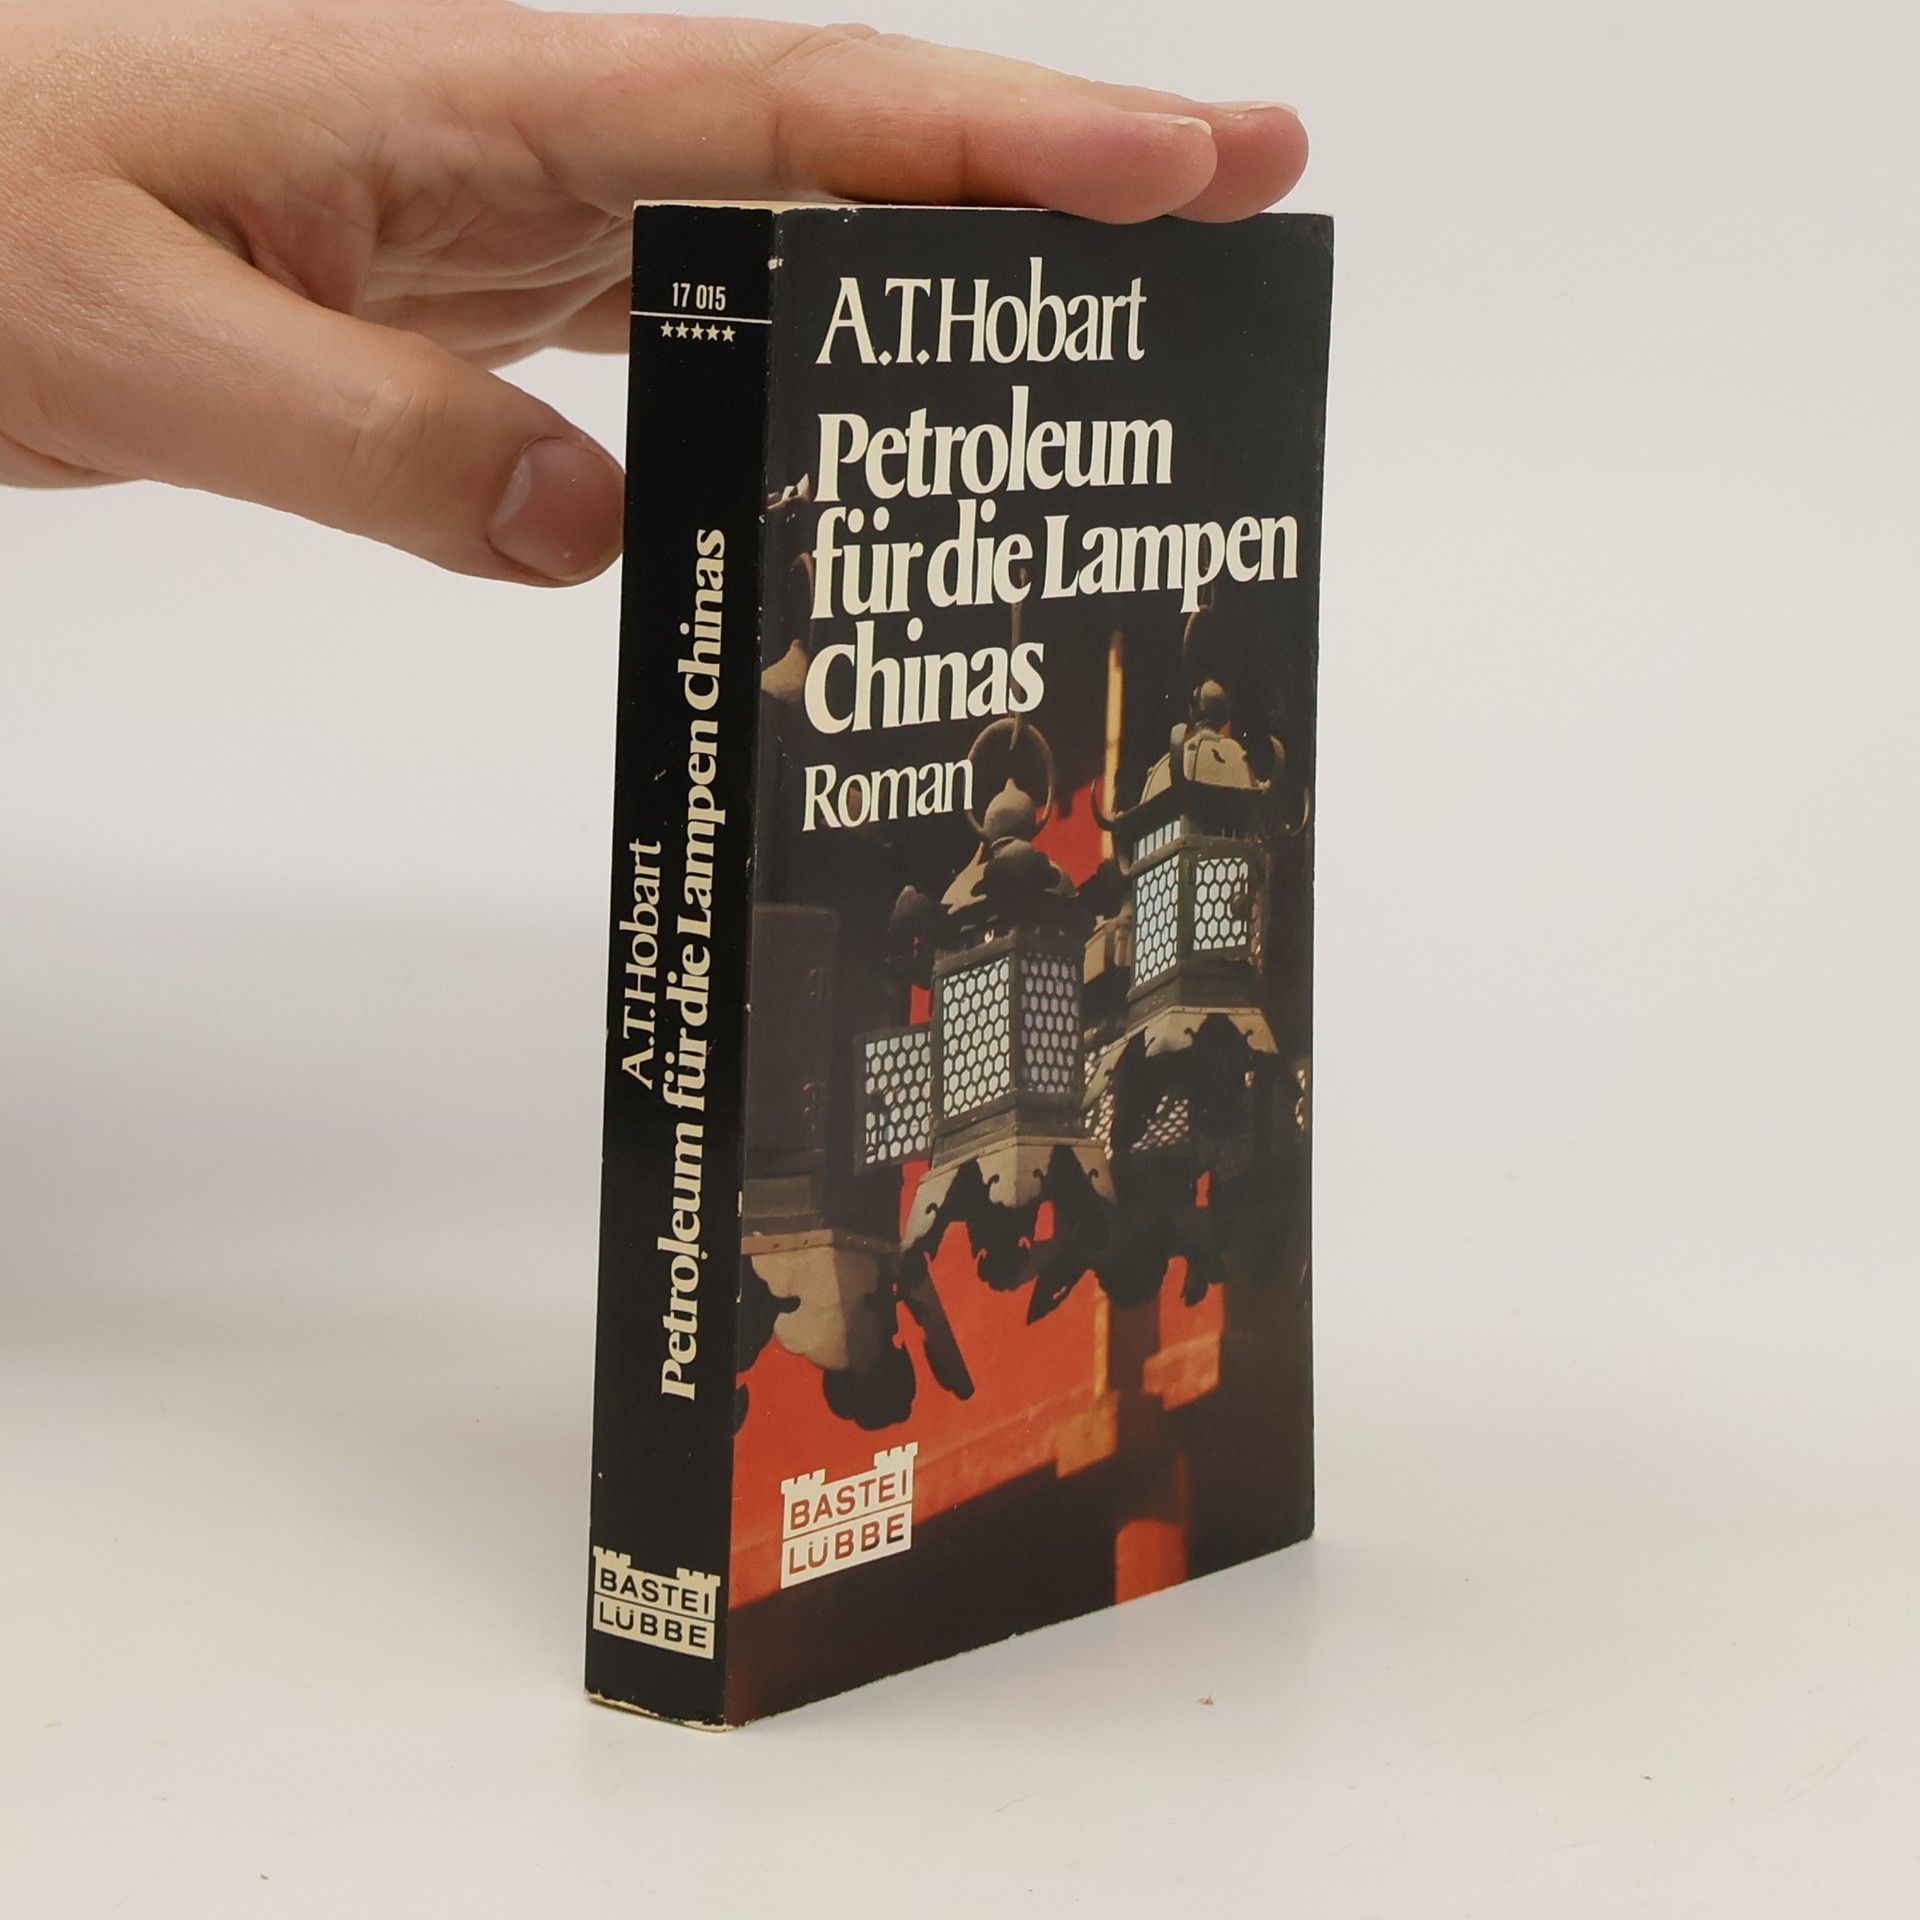 17 015
★★★★★
A.T.Hobart
Petroleum für die Lampen Chinas
BASTEI
LÜBBE
A.T.Hobart
Petroleum
für die Lampen
Chinas
Roman
BASTEI
LÜBBE